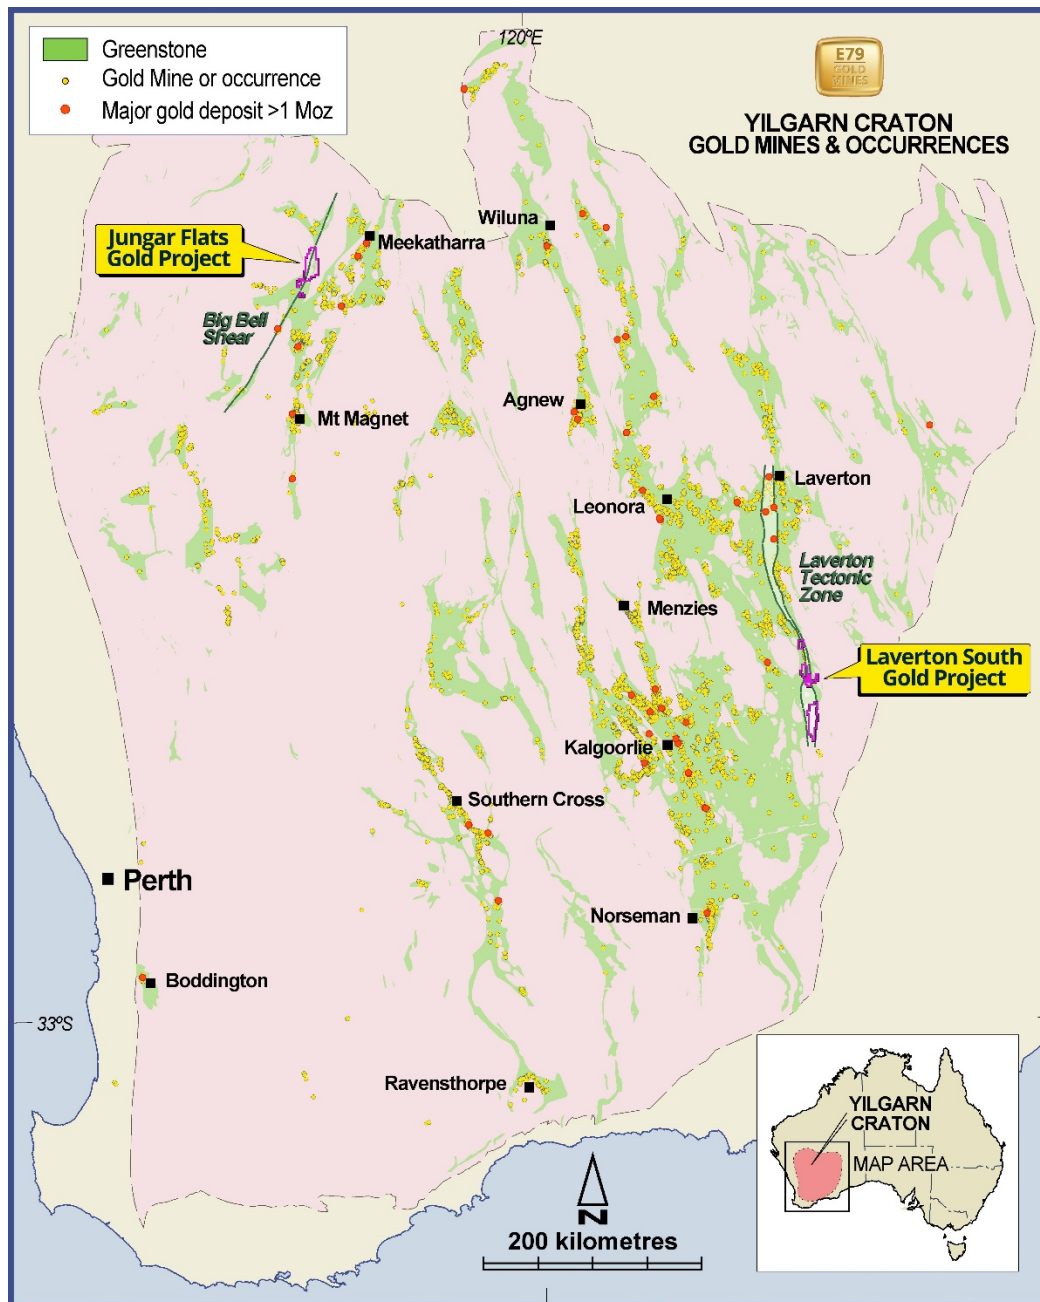 120ºE
Greenstone
Gold Mine or occurrence
Major gold deposit >1 Moz
E79
GOLD
MINES
YILGARN CRATON
GOLD MINES & OCCURRENCES
Wiluna
Jungar Flats
Gold Project
Meekatharra
Big Bell
Shear
Agnew
Mt Magnet
Laverton
Leonora
Laverton
Tectonic
Zone
Menzies
Laverton South
Gold Project
Kalgoorlie
Southern Cross
Perth
Norseman
Boddington
33ºS
Ravensthorpe
YILGARN
CRATON
MAP AREA
N
200 kilometres